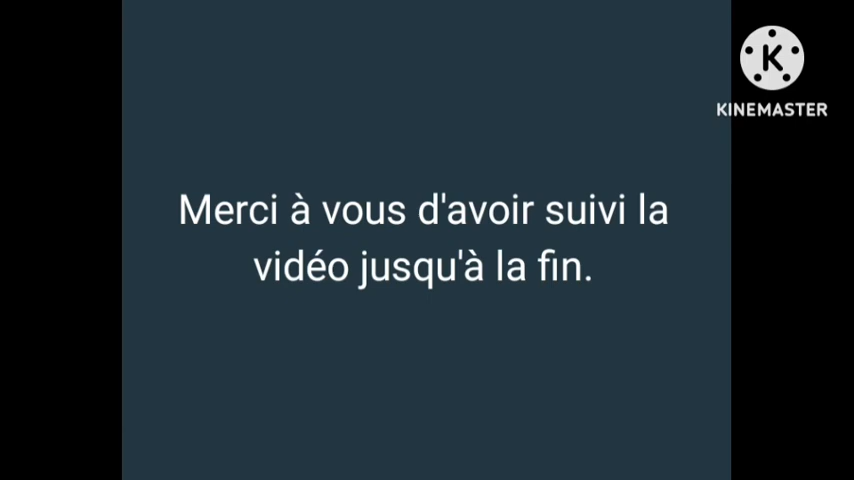 K
KINEMASTER
Merci à vous d'avoir suivi la
vidéo jusqu'à la fin.